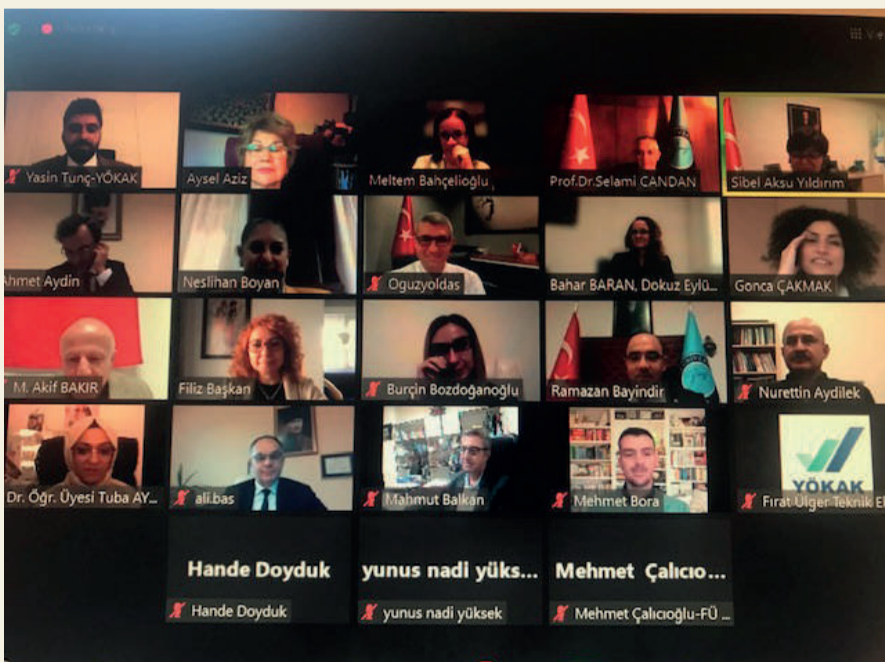 View
Yasin Tunç-YÖKAK
Aysel Aziz
Meltem Bahçelioğlu
Prof.Dr.Selami CANDAN
Sibel Aksu Yıldırım
Ahmet Aydin
Neslihan Boyan
Oguzyoldas
Bahar BARAN, Dokuz Eylü...
Gonca ÇAKMAK
M. Akif BAKIR
Filiz Başkan
Burçin Bozdoğanoğlu
Ramazan Bayindir
Nurettin Aydilek
Dr. Öğr. Üyesi Tuba AY...
ali.bas
Mahmut Balkan
Mehmet Bora
YÖKAK
Fırat Ülger Teknik
Hande Doyduk
yunus nadi yüks...
Mehmet Çalıcıo...
Hande Doyduk
yunus nadi yüksek
Mehmet Çalıcıoğlu-FÜ ...